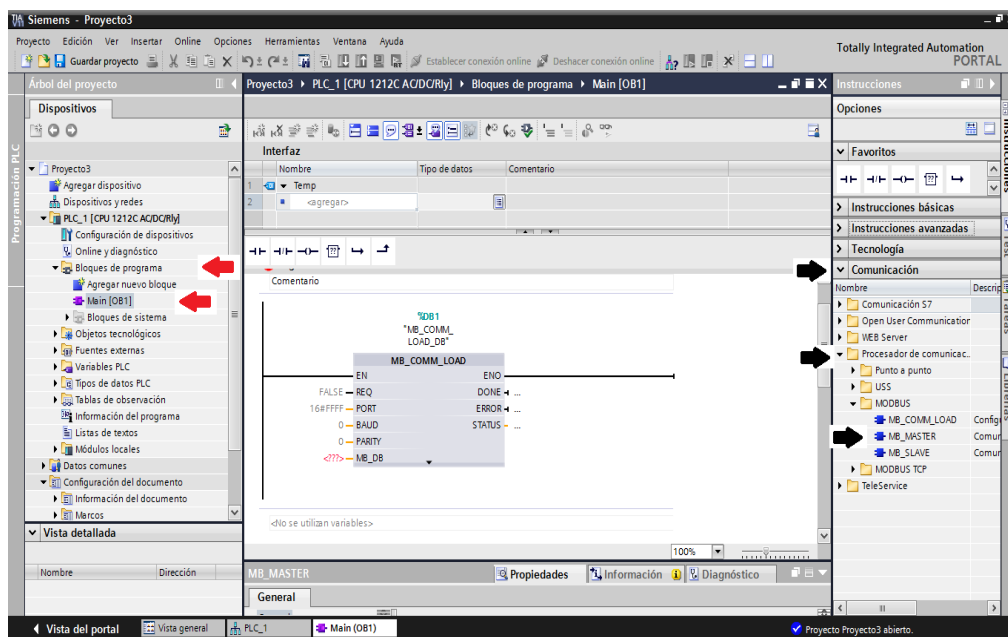 Siemens - Proyecto3
Proyecto Edición Ver Insertar Online Opciones Herramientas Ventana Ayuda
Totally Integrated Automation
PORTAL
Guardar proyecto
Establecer conexión online
Deshacer conexión online
Árbol del proyecto
Dispositivos
Programación PLC
Proyecto3
Agregar dispositivo
Dispositivos y redes
PLC_1 [CPU 1212C AC/DC/Rly]
Configuración de dispositivos
Online y diagnóstico
Bloques de programa
Agregar nuevo bloque
Main [OB1]
Bloques de sistema
Objetos tecnológicos
Fuentes externas
Variables PLC
Tipos de datos PLC
Tablas de observación
Información del programa
Listas de textos
Módulos locales
Datos comunes
Configuración del documento
Información del documento
Marcos
Vista detallada
Nombre Dirección
Proyecto3 PLC_1 [CPU 1212C AC/DC/Rly] Bloques de programa Main [OB1]
Interfaz
Nombre Tipo de datos Comentario
1 Temp
2 <agregar>
Comentario
%DB1
"MB_COMM_
LOAD_DB"
MB_COMM_LOAD
EN ENO
FALSE REQ DONE ...
16#FFFF PORT ERROR ...
0 BAUD STATUS ...
0 PARITY
<???> MB_DB
<No se utilizan variables>
100%
MB_MASTER
Propiedades Información Diagnóstico
General
Instrucciones
Opciones
Favoritos
Instrucciones básicas
Instrucciones avanzadas
Tecnología
Comunicación
Nombre Descrip
Comunicación S7
Open User Communication
WEB Server
Procesador de comunicac..
Punto a punto
USS
MODBUS
MB_COMM_LOAD Config
MB_MASTER Comur
MB_SLAVE Comur
MODBUS TCP
TeleService
Instrucciones
Test
Tareas
Librerías
Vista del portal Vista general PLC_1 Main (OB1)
Proyecto Proyecto3 abierto.